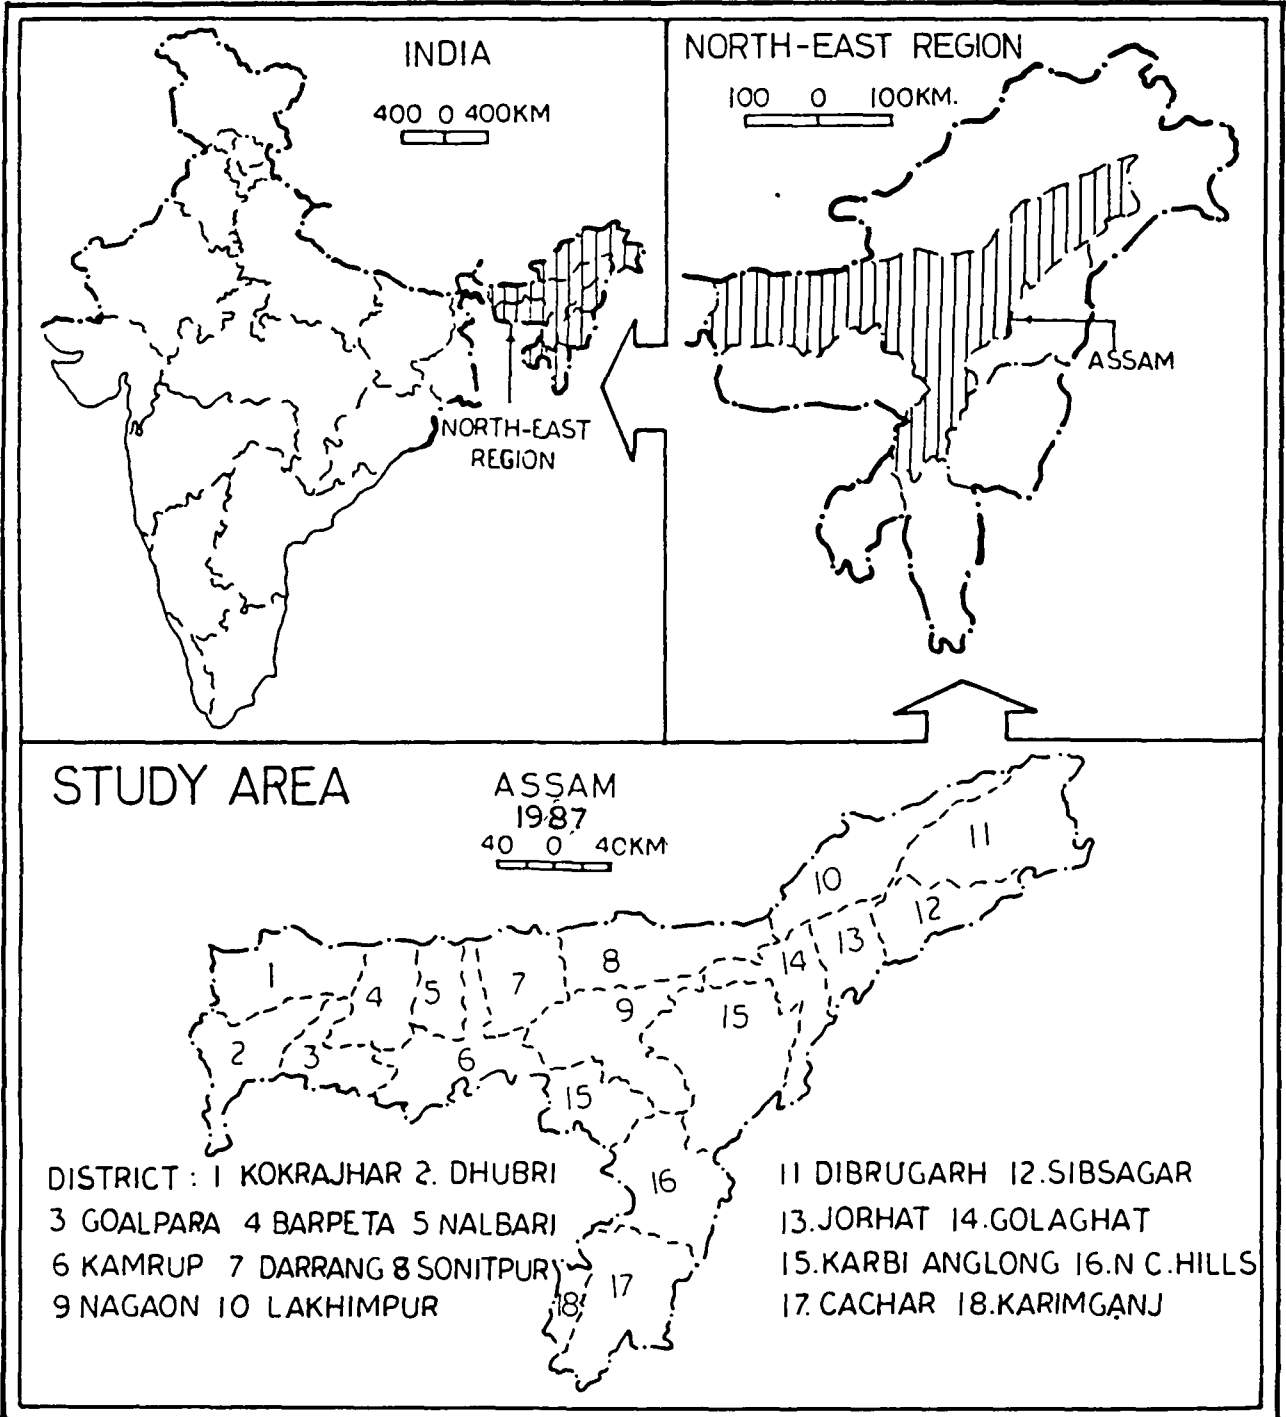 INDIA
400 0 400KM
NORTH-EAST
REGION
NORTH-EAST REGION
100 0 100KM.
ASSAM
STUDY AREA
ASSAM
1987
40 0 40KM
10
11
12
13
14
8
7
5
4
1
9
15
2
3
6
15
16
17
18
DISTRICT : 1 KOKRAJHAR 2. DHUBRI
3 GOALPARA 4 BARPETA 5 NALBARI
6 KAMRUP 7 DARRANG 8 SONITPUR
9 NAGAON 10 LAKHIMPUR
11 DIBRUGARH 12.SIBSAGAR
13.JORHAT 14.GOLAGHAT
15.KARBI ANGLONG 16.N C.HILLS
17. CACHAR 18.KARIMGANJ